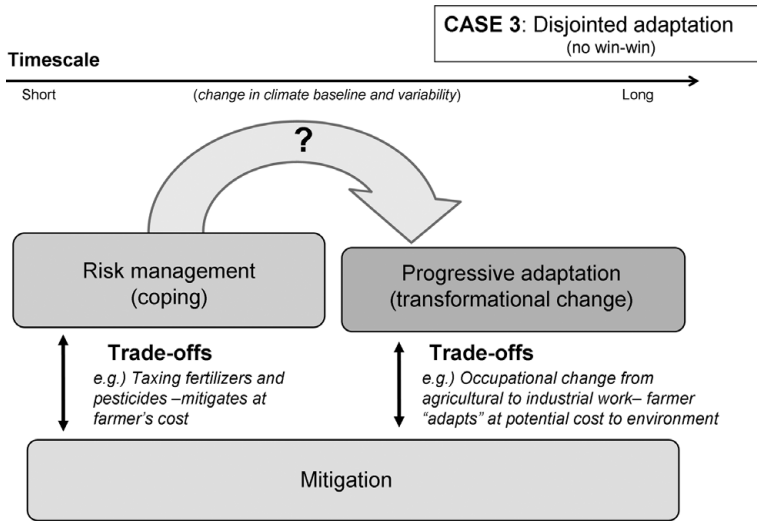 CASE 3: Disjointed adaptation
(no win-win)
Timescale
Short
(change in climate baseline and variability)
Long
?
Risk management
(coping)
Progressive adaptation
(transformational change)
Trade-offs
e.g.) Taxing fertilizers and
pesticides –mitigates at
farmer's cost
Trade-offs
e.g.) Occupational change from
agricultural to industrial work– farmer
"adapts" at potential cost to environment
Mitigation